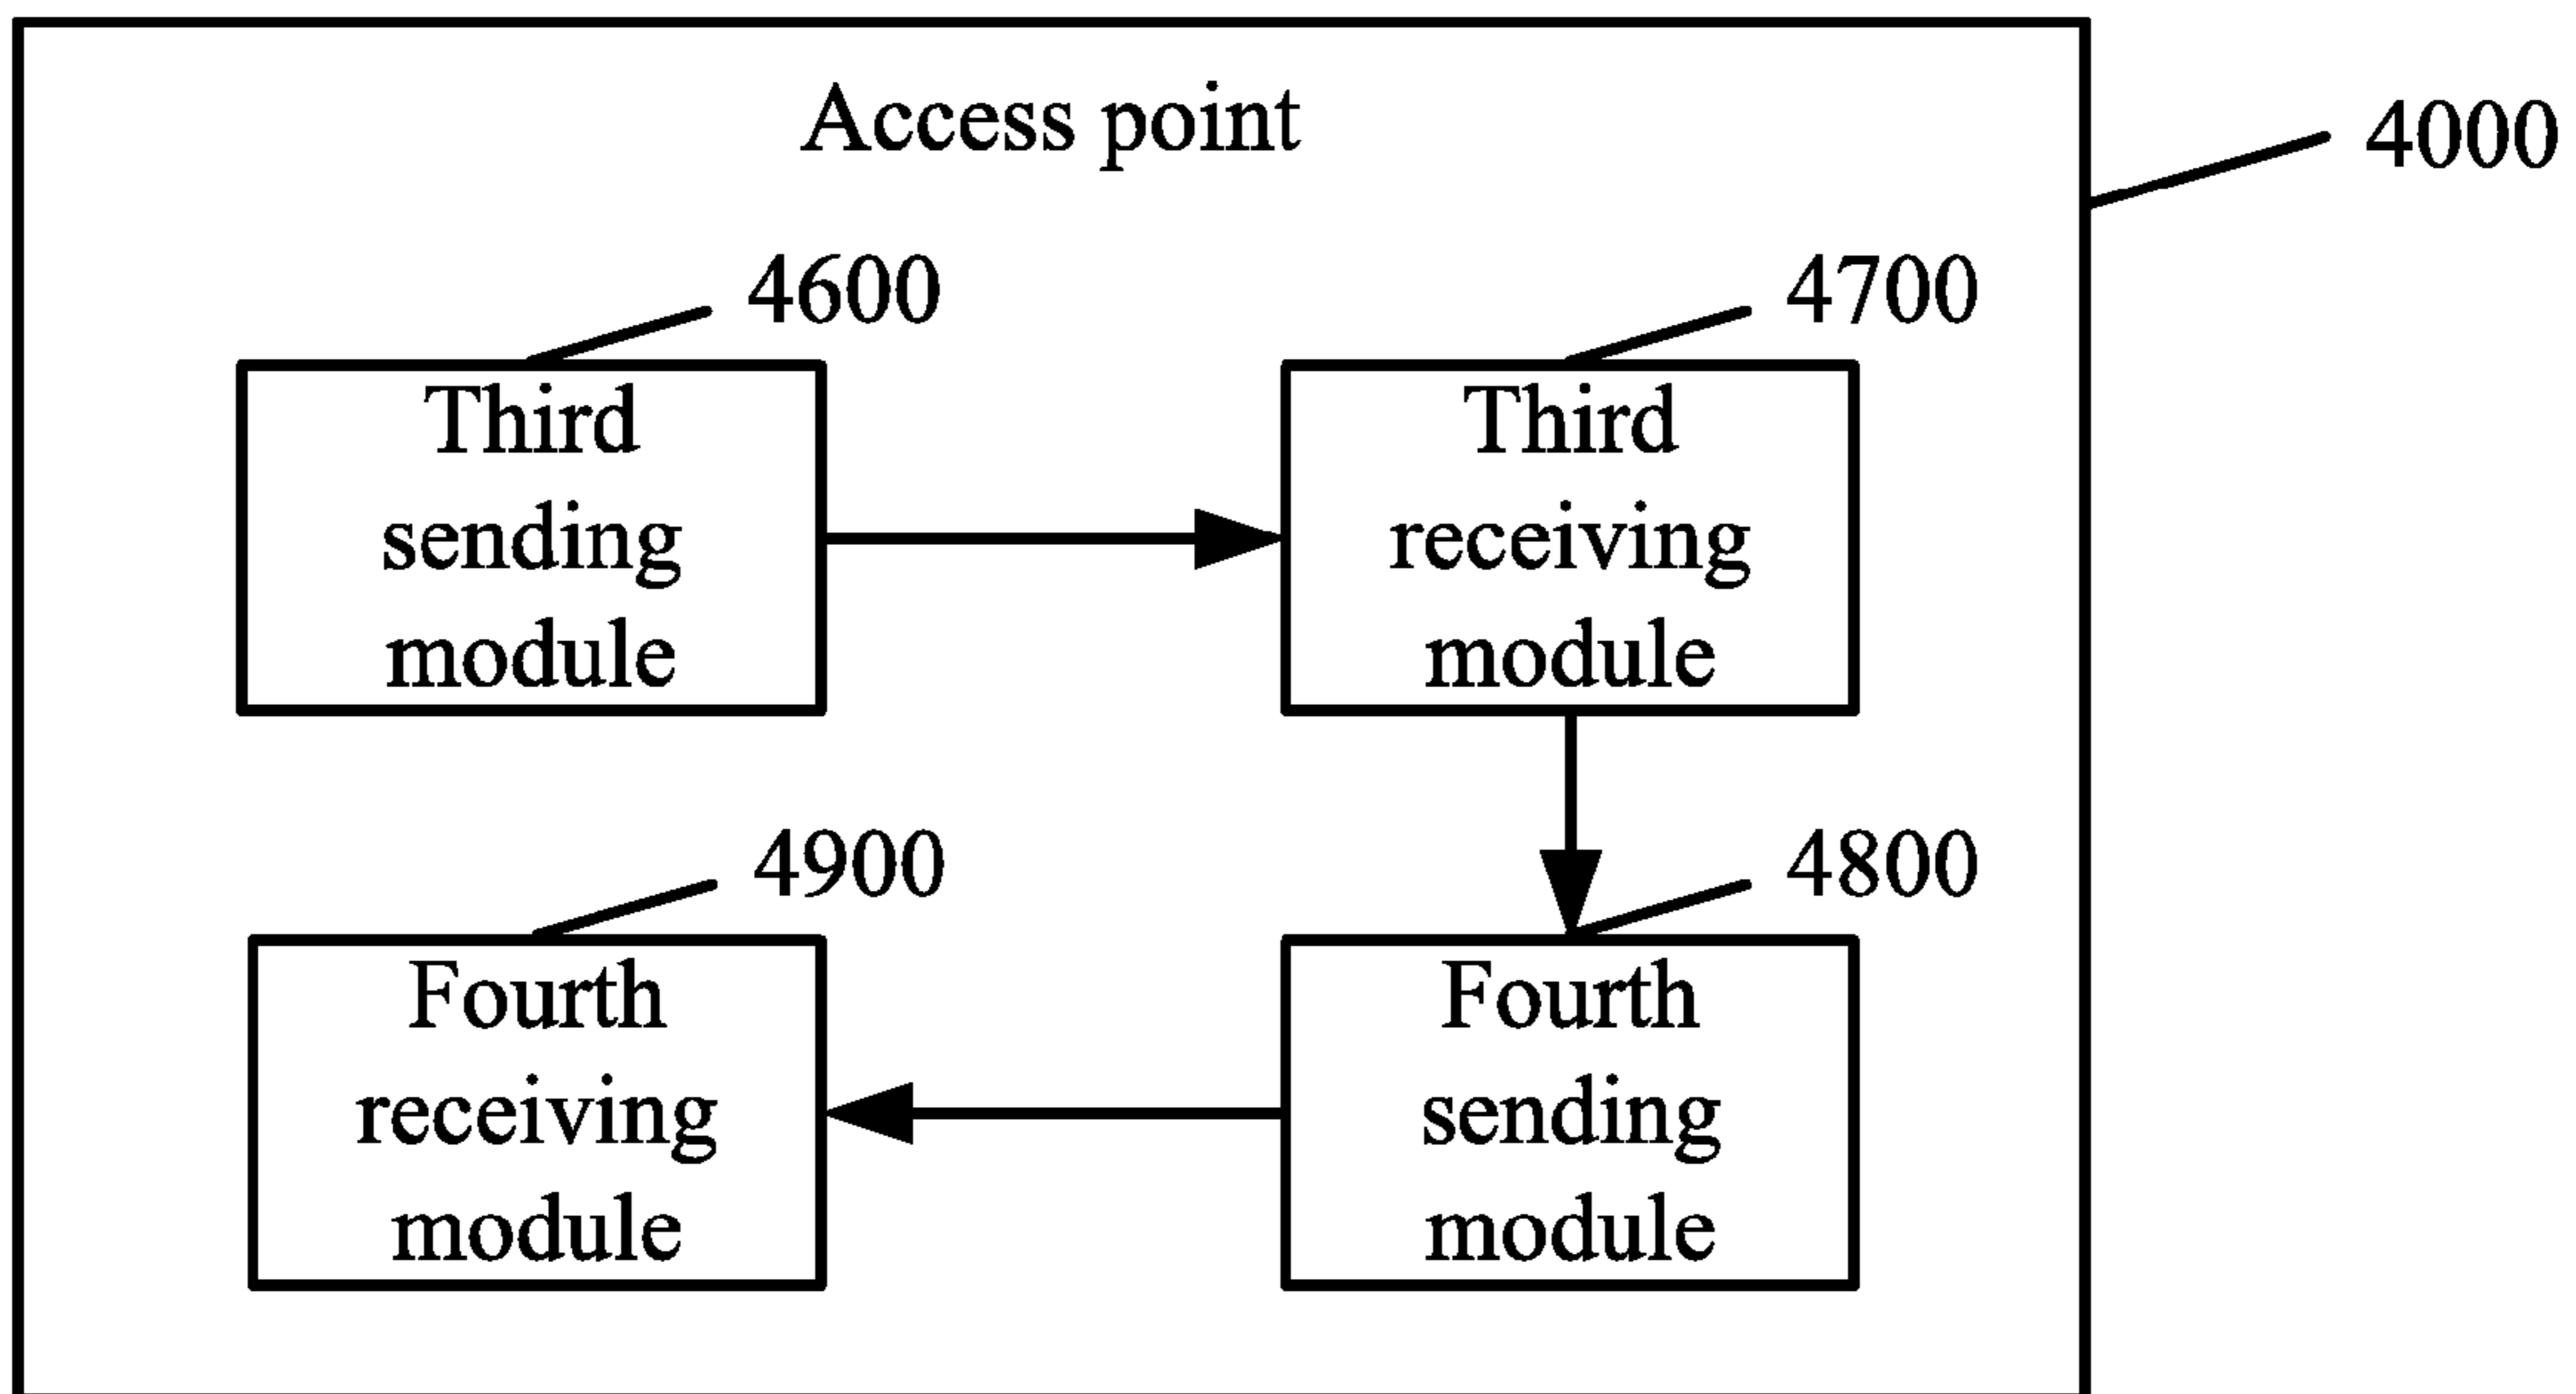 Access point
4000
4600
4700
Third
sending
module
Third
receiving
module
4900
4800
Fourth
receiving
module
Fourth
sending
module